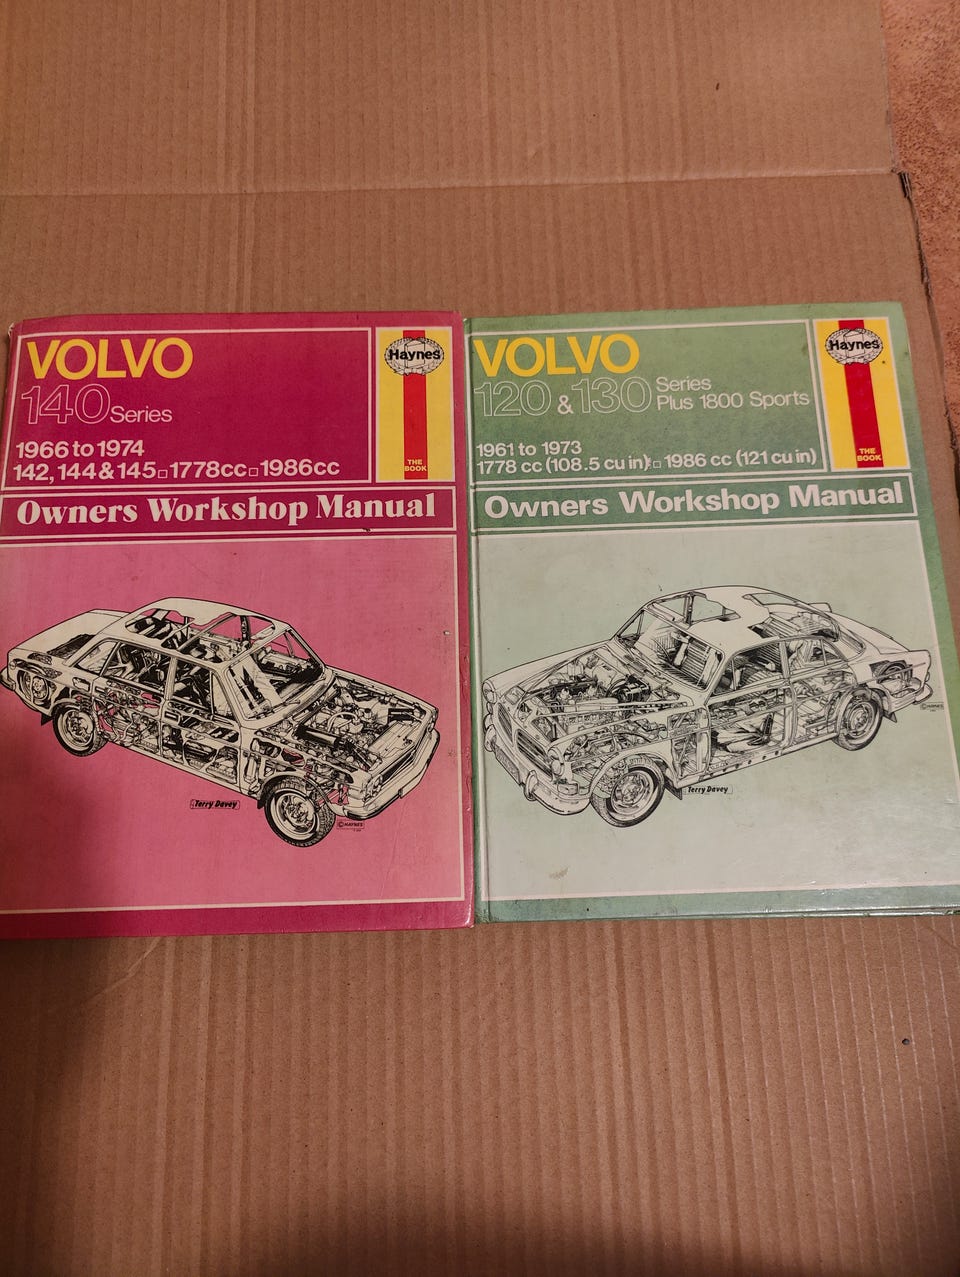 VOLVO
140 Series
1966 to 1974
142, 144 & 145 □ 1778cc □ 1986cc
Haynes
THE
BOOK
Owners Workshop Manual
Terry Davey
© HAYNES
VOLVO
120 & 130 Series
Plus 1800 Sports
1961 to 1973
1778 cc (108.5 cu in) □ 1986 cc (121 cu in)
Haynes
THE
BOOK
Owners Workshop Manual
© HAYNES
Terry Davey